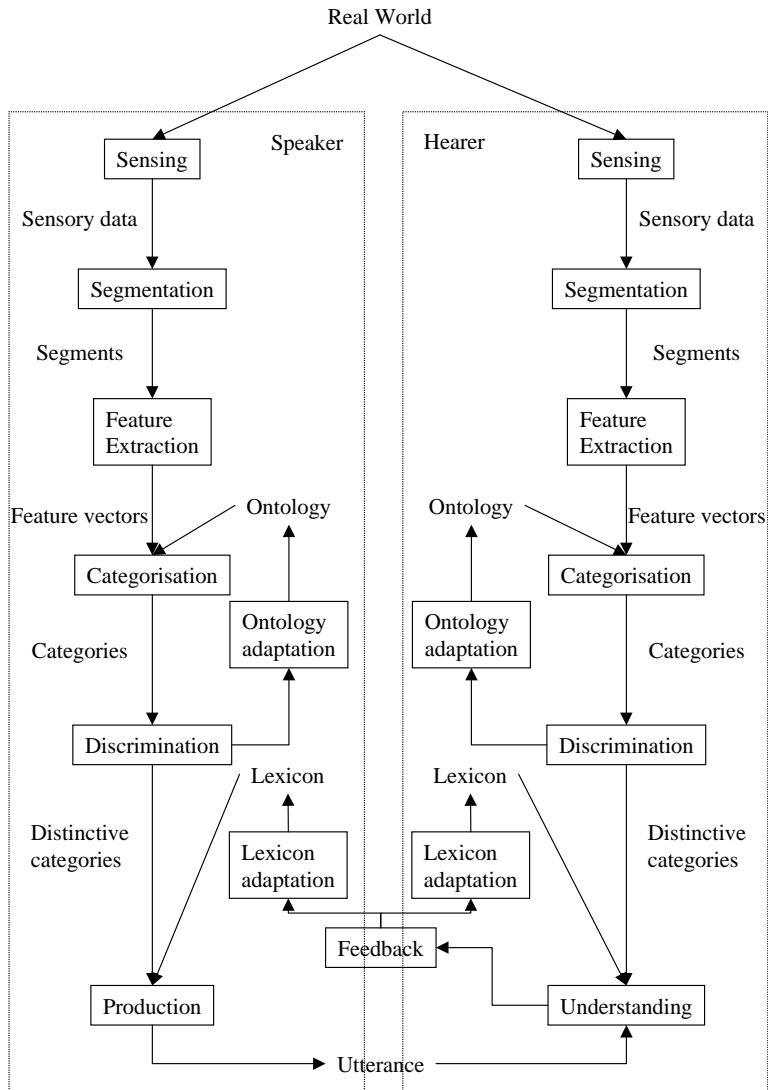 Real World
Speaker
Hearer
Sensing
Sensing
Sensory data
Sensory data
Segmentation
Segmentation
Segments
Segments
Feature
Extraction
Feature
Extraction
Feature vectors
Ontology
Ontology
Feature vectors
Categorisation
Categorisation
Ontology
adaptation
Ontology
adaptation
Categories
Categories
Discrimination
Discrimination
Lexicon
Lexicon
Distinctive
categories
Lexicon
adaptation
Lexicon
adaptation
Distinctive
categories
Feedback
Production
Understanding
Utterance